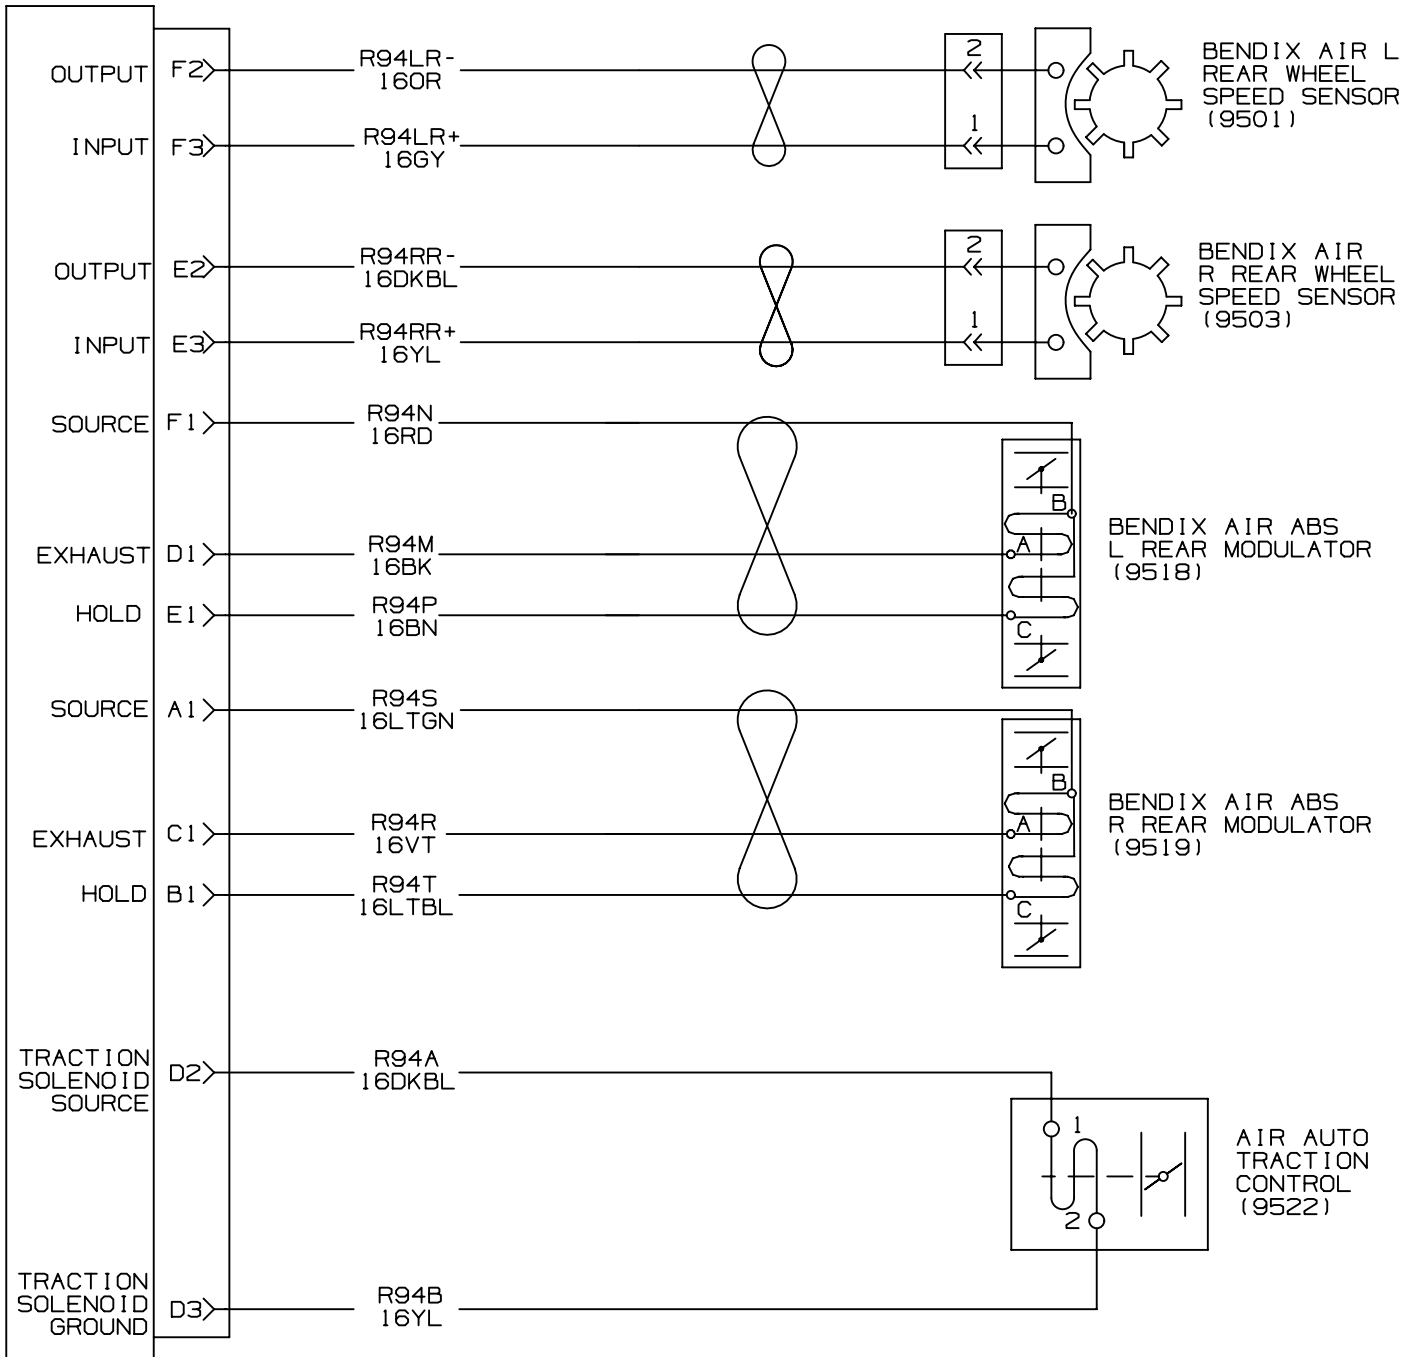 OUTPUT F2 R94LR- 2 BENDIX AIR L
16OR REAR WHEEL
SPEED SENSOR
(9501)
INPUT F3 R94LR+ 1
16GY
OUTPUT E2 R94RR- 2 BENDIX AIR
16DKBL R REAR WHEEL
SPEED SENSOR
(9503)
INPUT E3 R94RR+ 1
16YL
SOURCE F1 R94N
16RD
B
BENDIX AIR ABS
L REAR MODULATOR
(9518)
EXHAUST D1 R94M A
16BK
HOLD E1 R94P
16BN C
SOURCE A1 R94S
16LTGN
B
BENDIX AIR ABS
R REAR MODULATOR
(9519)
EXHAUST C1 R94R A
16VT
HOLD B1 R94T
16LTBL C
TRACTION
SOLENOID
SOURCE
D2 R94A
16DKBL
1
2
AIR AUTO
TRACTION
CONTROL
(9522)
TRACTION
SOLENOID
GROUND
D3 R94B
16YL